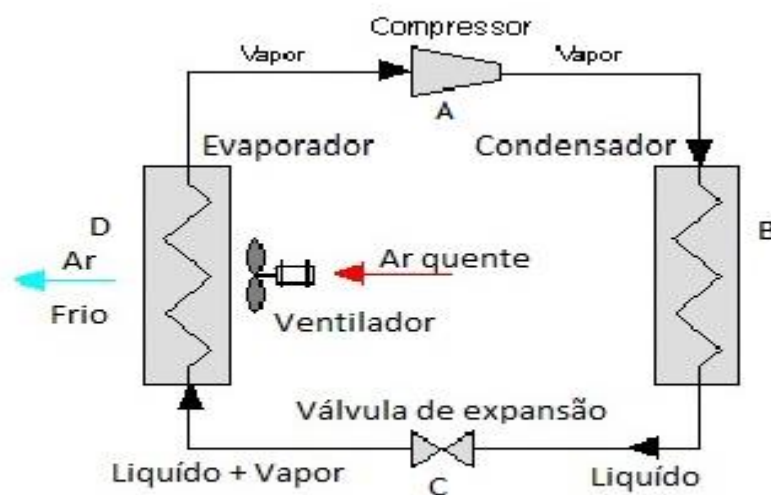 Compressor
Vapor
Vapor
A
Evaporador
Condensador
D
B
Ar
Ar quente
Frio
Ventilador
Válvula de expansão
Liquído + Vapor
C
Liquído